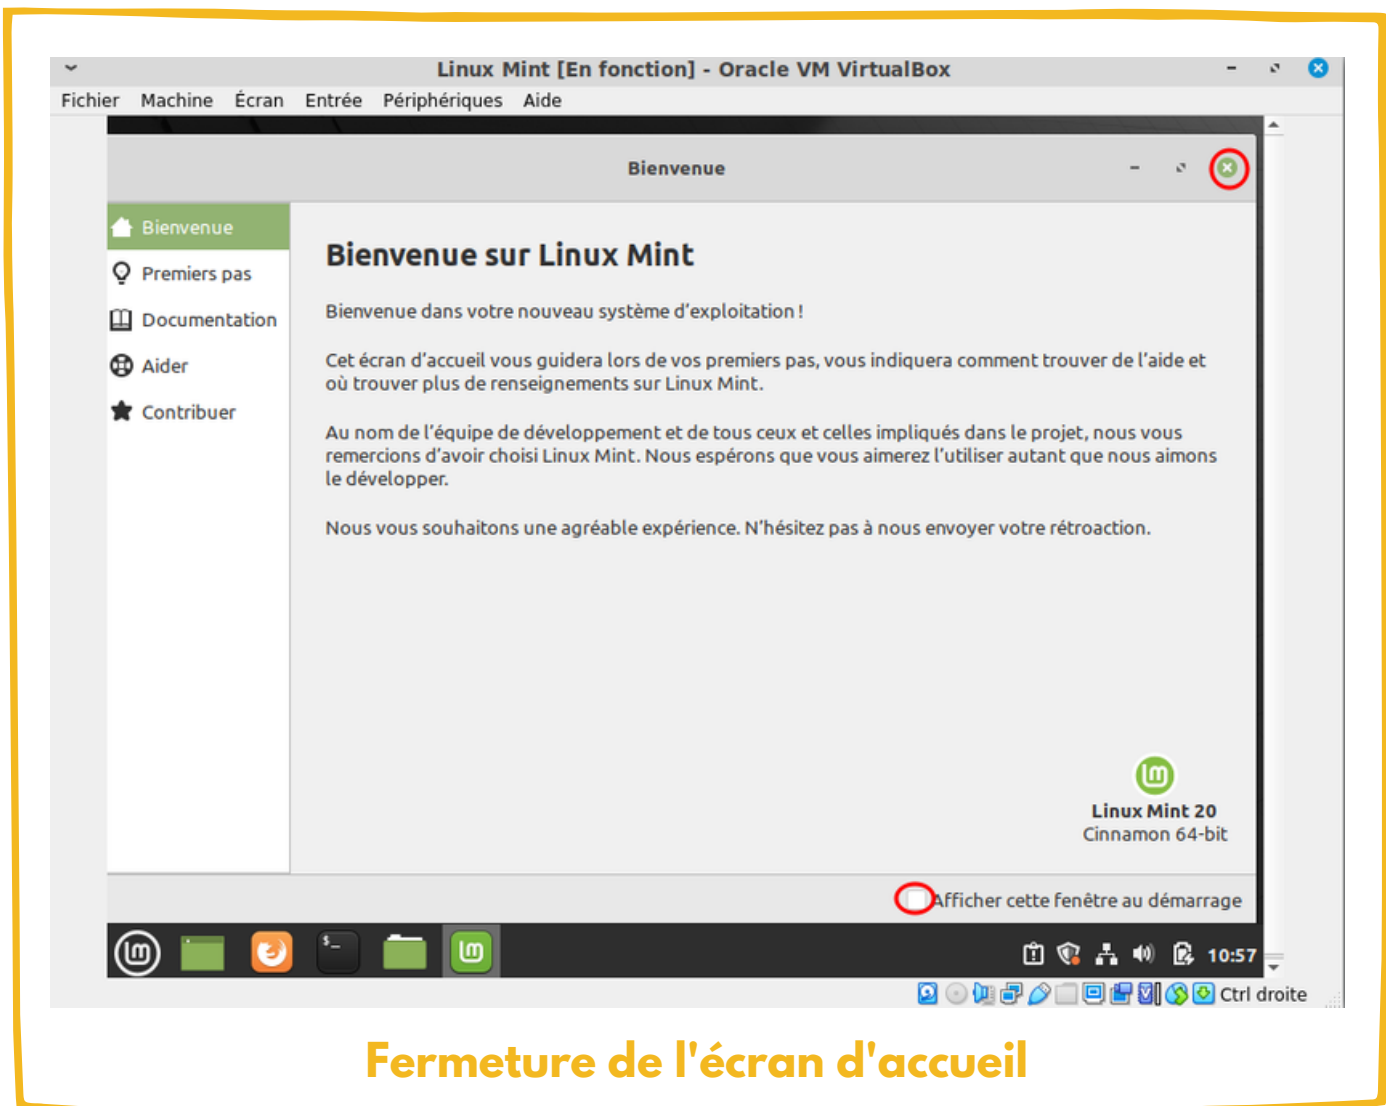 Linux Mint [En fonction] - Oracle VM VirtualBox
Fichier Machine Écran Entrée Périphériques Aide
Bienvenue
Bienvenue
Premiers pas
Documentation
Aider
Contribuer
Bienvenue sur Linux Mint
Bienvenue dans votre nouveau système d'exploitation !
Cet écran d'accueil vous guidera lors de vos premiers pas, vous indiquera comment trouver de l'aide et
où trouver plus de renseignements sur Linux Mint.
Au nom de l'équipe de développement et de tous ceux et celles impliqués dans le projet, nous vous
remercions d'avoir choisi Linux Mint. Nous espérons que vous aimerez l'utiliser autant que nous aimons
le développer.
Nous vous souhaitons une agréable expérience. N'hésitez pas à nous envoyer votre rétroaction.
Linux Mint 20
Cinnamon 64-bit
Afficher cette fenêtre au démarrage
10:57
Ctrl droite
Fermeture de l'écran d'accueil